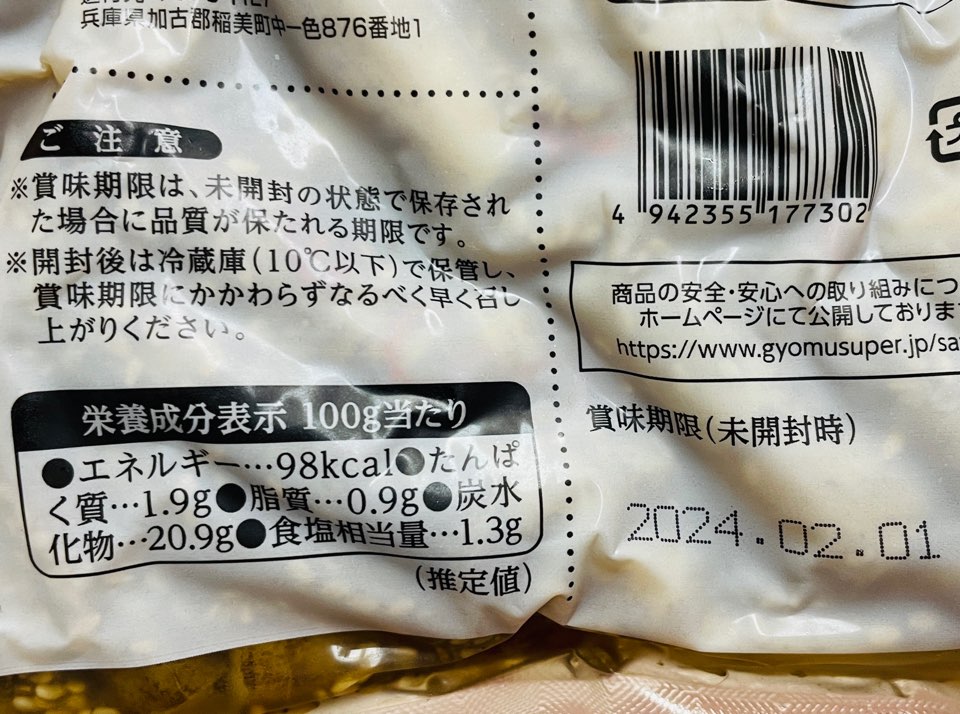 兵庫県加古郡稲美町中一色876番地1
ご注意
※賞味期限は、未開封の状態で保存され
た場合に品質が保たれる期限です。
※開封後は冷蔵庫(10℃以下)で保管し、
賞味期限にかかわらずなるべく早く召し
上がりください。
栄養成分表示 100g当たり
●エネルギー…98kcal●たんぱ
く質…1.9g●脂質…0.9g●炭水
化物…20.9g●食塩相当量…1.3g
(推定値)
4 942355 177302
商品の安全・安心への取り組みにつ
ホームページにて公開しておりま
https://www.gyomusuper.jp/sa
賞味期限(未開封時)
2024.02.01